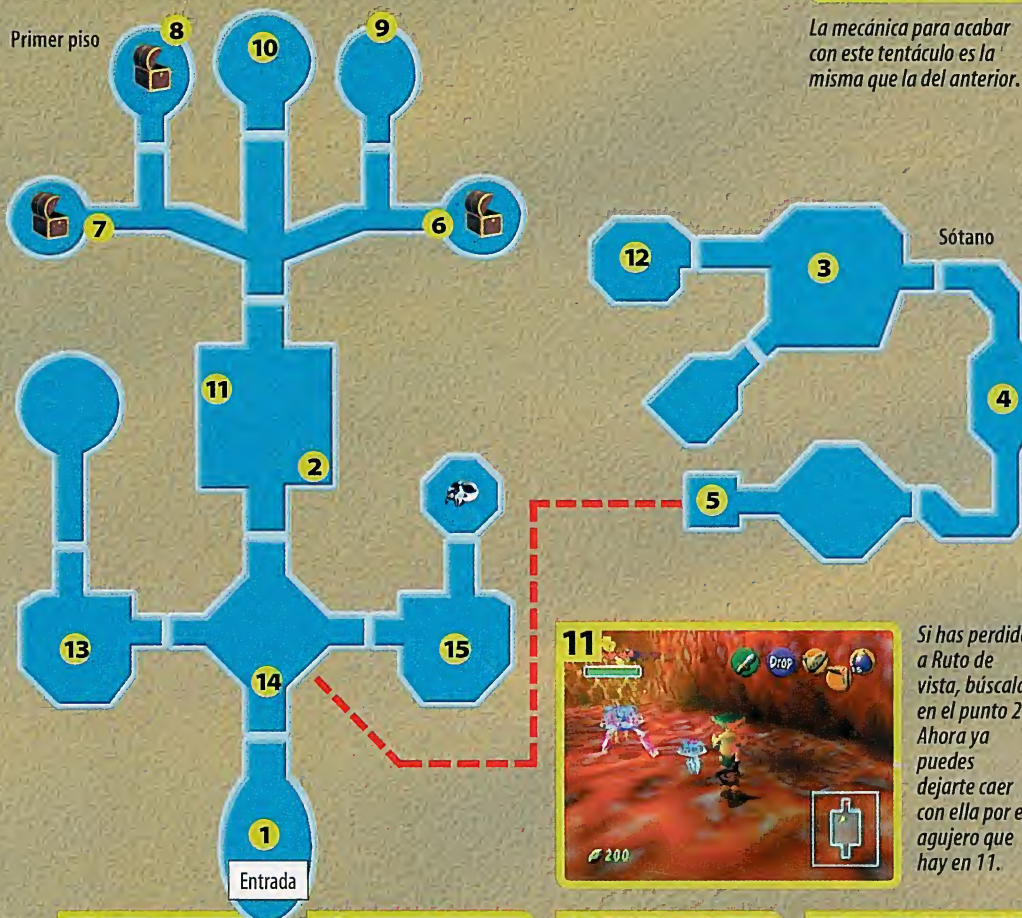 Primer piso
8
10
9
La mecánica para acabar
con este tentáculo es la
misma que la del anterior.
7
6
12
3
Sótano
11
2
4
5
13
14
15
1
Entrada
11
Drop
15
200
Si has perdid
a Ruto de
vista, búscala
en el punto 2
Ahora ya
puedes
dejarte caer
con ella por e
agujero que
hay en 11.